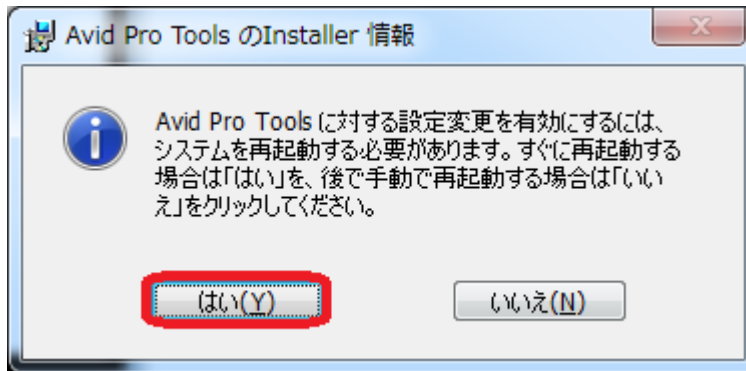 Avid Pro Tools のInstaller 情報
Avid Pro Tools に対する設定変更を有効にするには、
システムを再起動する必要があります。すぐに再起動する
場合は「はい」を、後で手動で再起動する場合は「いい
え」をクリックしてください。
はい(Y) いいえ(N)